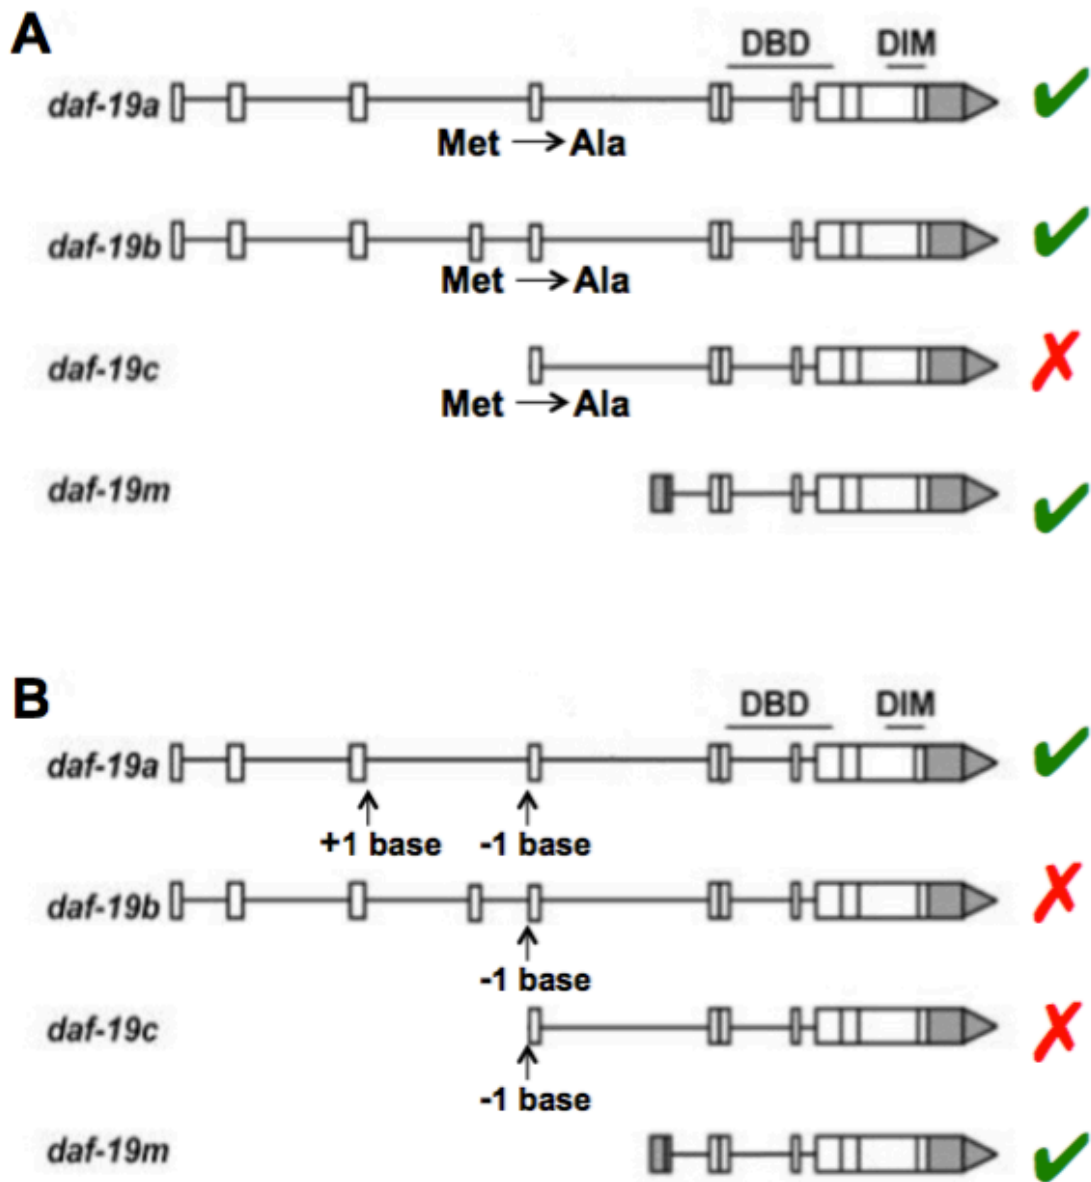 A
DBD DIM
daf-19a
Met → Ala
daf-19b
Met → Ala
daf-19c
Met → Ala
daf-19m
B
DBD DIM
daf-19a
+1 base -1 base
daf-19b
-1 base
daf-19c
-1 base
daf-19m